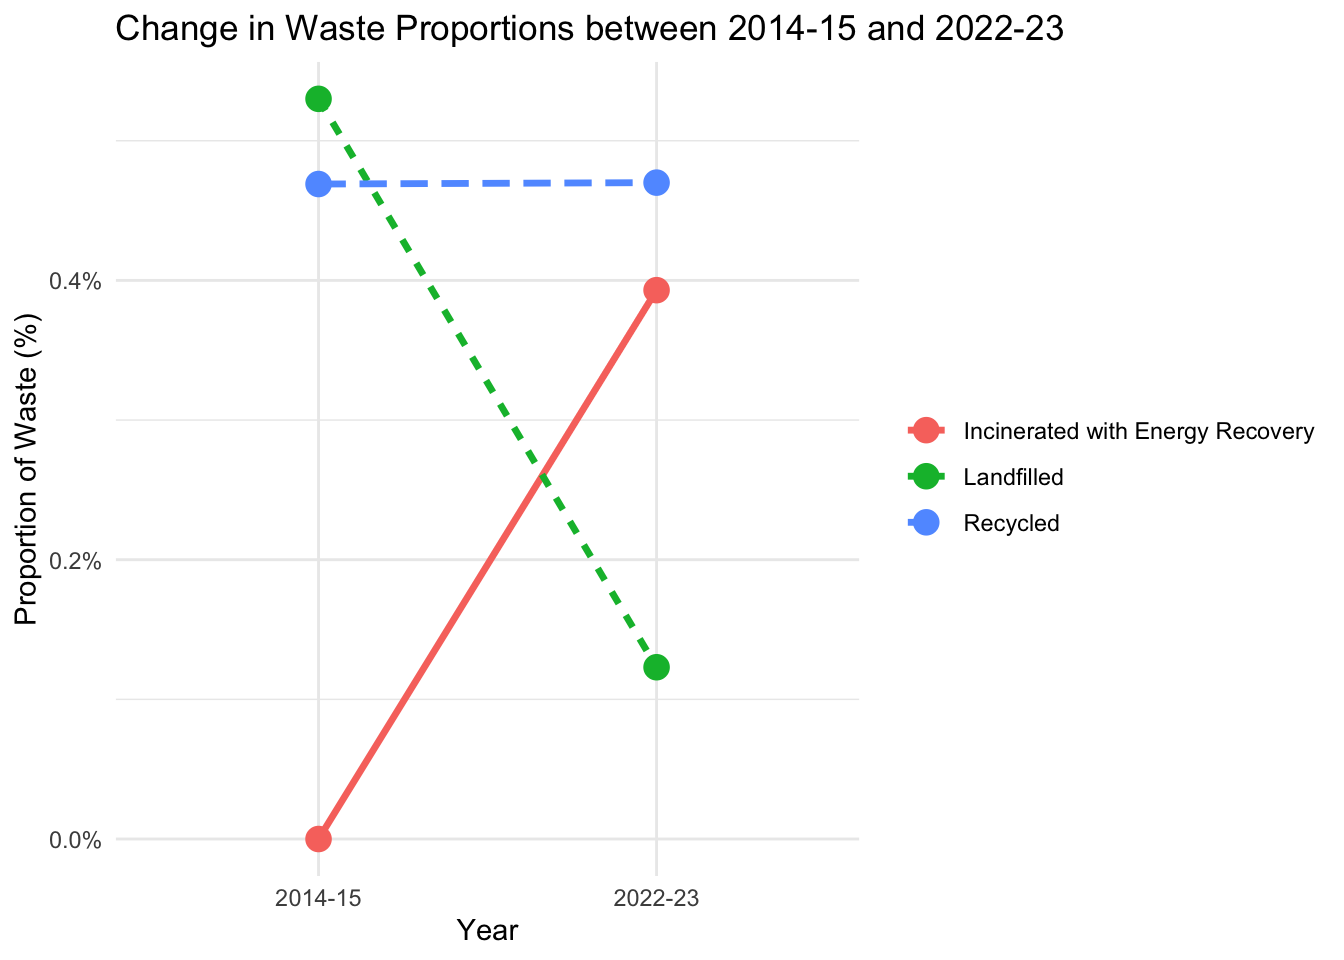 Change in Waste Proportions between 2014-15 and 2022-23
Proportion of Waste (%)
0.4%
0.2%
0.0%
2014-15 2022-23
Year
Incinerated with Energy Recovery
Landfilled
Recycled